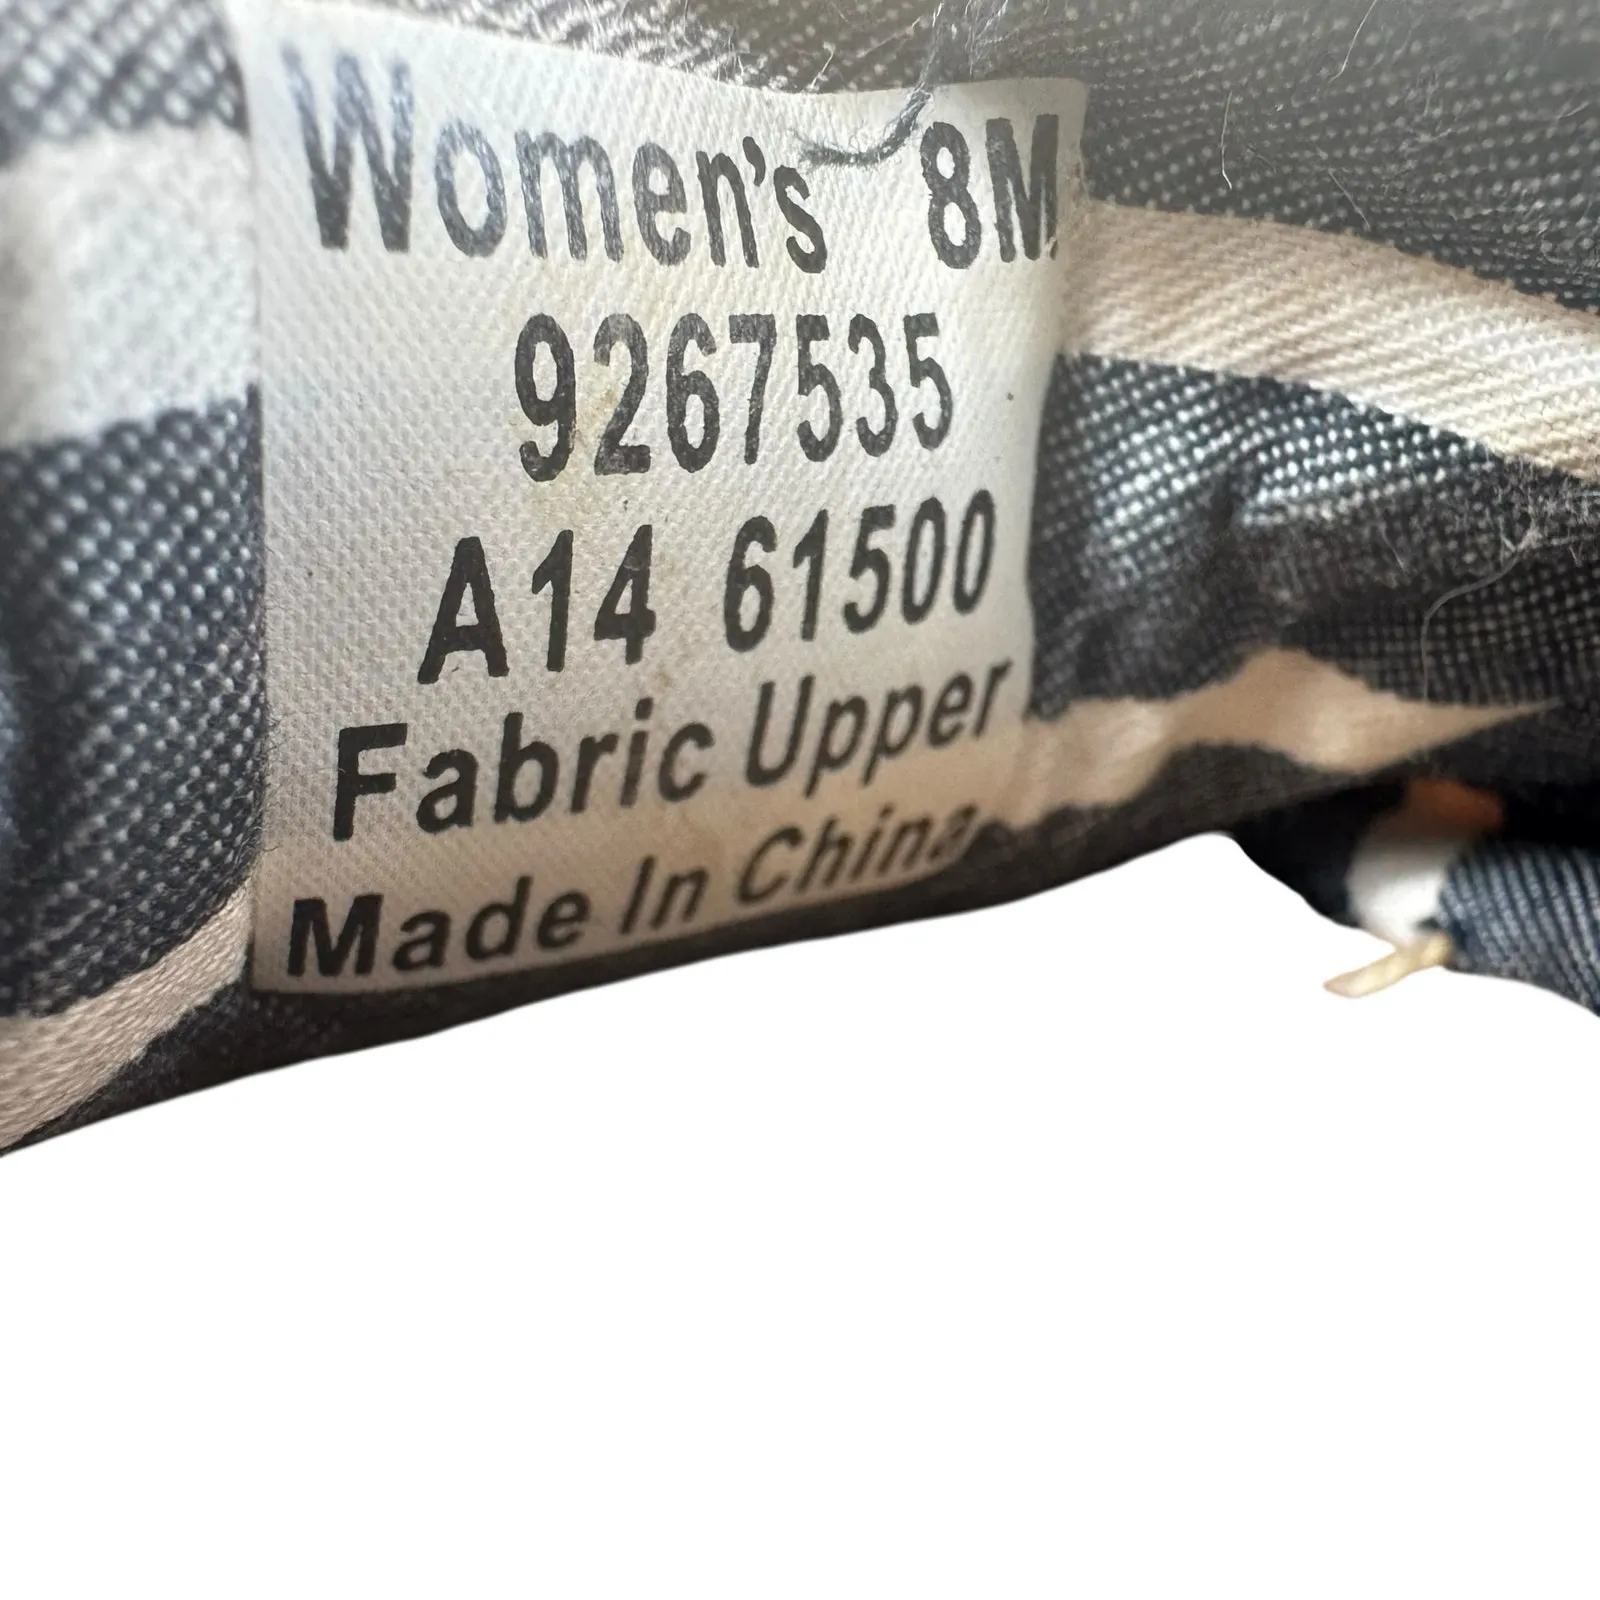 Women's 8M
9267535
A14 61500
Fabric Upper
Made In China